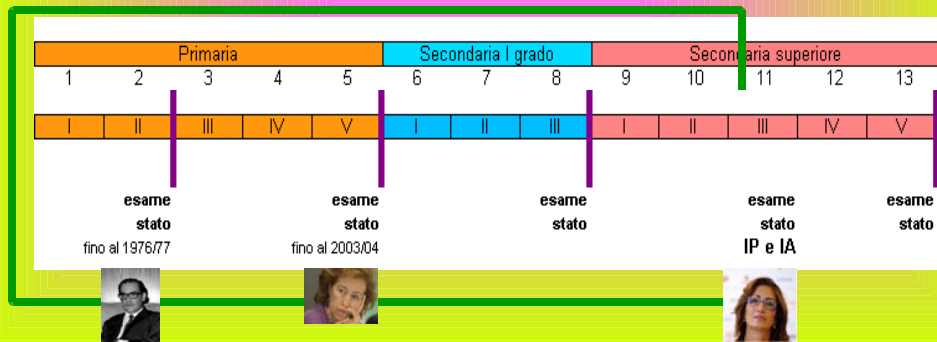 Primaria Secondaria I grado Secondaria superiore
1 2 3 4 5 6 7 8 9 10 11 12 13
I II III IV V I II III I II III IV V
esame esame esame esame esame
stato stato stato stato stato
fino al 1976/77 fino al 2003/04 IP e IA